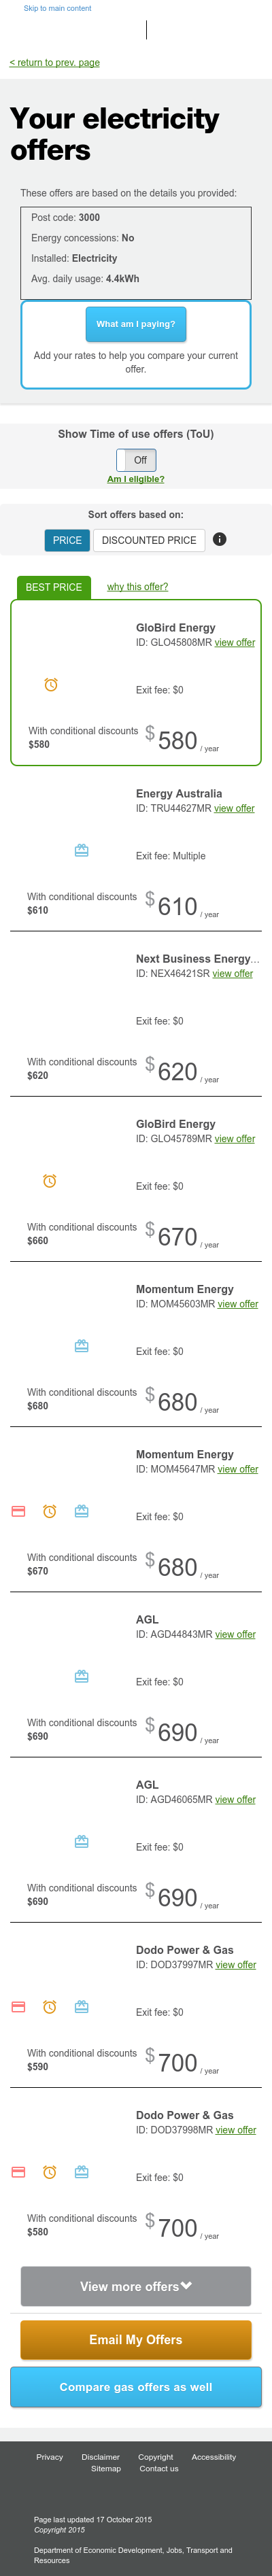 Skip to main content
< return to prev. page
Your electricity
offers
These offers are based on the details you provided:
Post code: 3000
Energy concessions: No
Installed: Electricity
Avg. daily usage: 4.4kWh
What am I paying?
Add your rates to help you compare your current
offer.
Show Time of use offers (ToU)
Off
Am I eligible?
Sort offers based on:
PRICE DISCOUNTED PRICE
BEST PRICE why this offer?
GloBird Energy
ID: GLO45808MR view offer
Exit fee: $0
With conditional discounts
$580
$580 / year
Energy Australia
ID: TRU44627MR view offer
Exit fee: Multiple
With conditional discounts
$610
$610 / year
Next Business Energy...
ID: NEX46421SR view offer
Exit fee: $0
With conditional discounts
$620
$620 / year
GloBird Energy
ID: GLO45789MR view offer
Exit fee: $0
With conditional discounts
$660
$670 / year
Momentum Energy
ID: MOM45603MR view offer
Exit fee: $0
With conditional discounts
$680
$680 / year
Momentum Energy
ID: MOM45647MR view offer
Exit fee: $0
With conditional discounts
$670
$680 / year
AGL
ID: AGD44843MR view offer
Exit fee: $0
With conditional discounts
$690
$690 / year
AGL
ID: AGD46065MR view offer
Exit fee: $0
With conditional discounts
$690
$690 / year
Dodo Power & Gas
ID: DOD37997MR view offer
Exit fee: $0
With conditional discounts
$590
$700 / year
Dodo Power & Gas
ID: DOD37998MR view offer
Exit fee: $0
With conditional discounts
$580
$700 / year
View more offers
Email My Offers
Compare gas offers as well
Privacy Disclaimer Copyright Accessibility
Sitemap Contact us
Page last updated 17 October 2015
Copyright 2015
Department of Economic Development, Jobs, Transport and
Resources